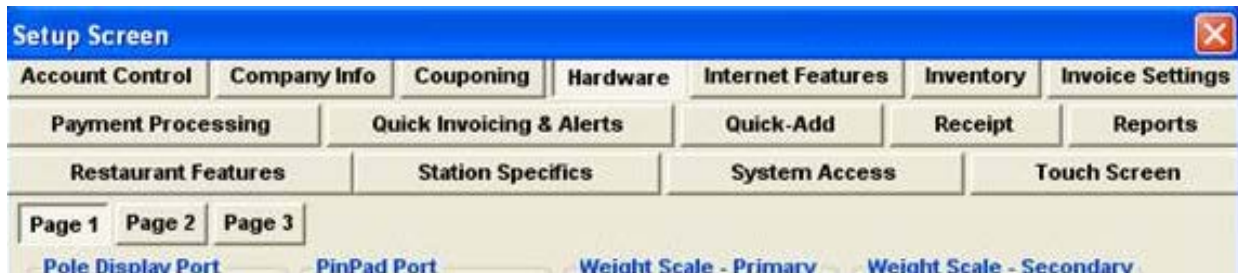 Setup Screen
Account Control Company Info Couponing Hardware Internet Features Inventory Invoice Settings
Payment Processing Quick Invoicing & Alerts Quick-Add Receipt Reports
Restaurant Features Station Specifics System Access Touch Screen
Page 1 Page 2 Page 3
Pole Display Port PinPad Port Weight Scale - Primary Weight Scale - Secondary